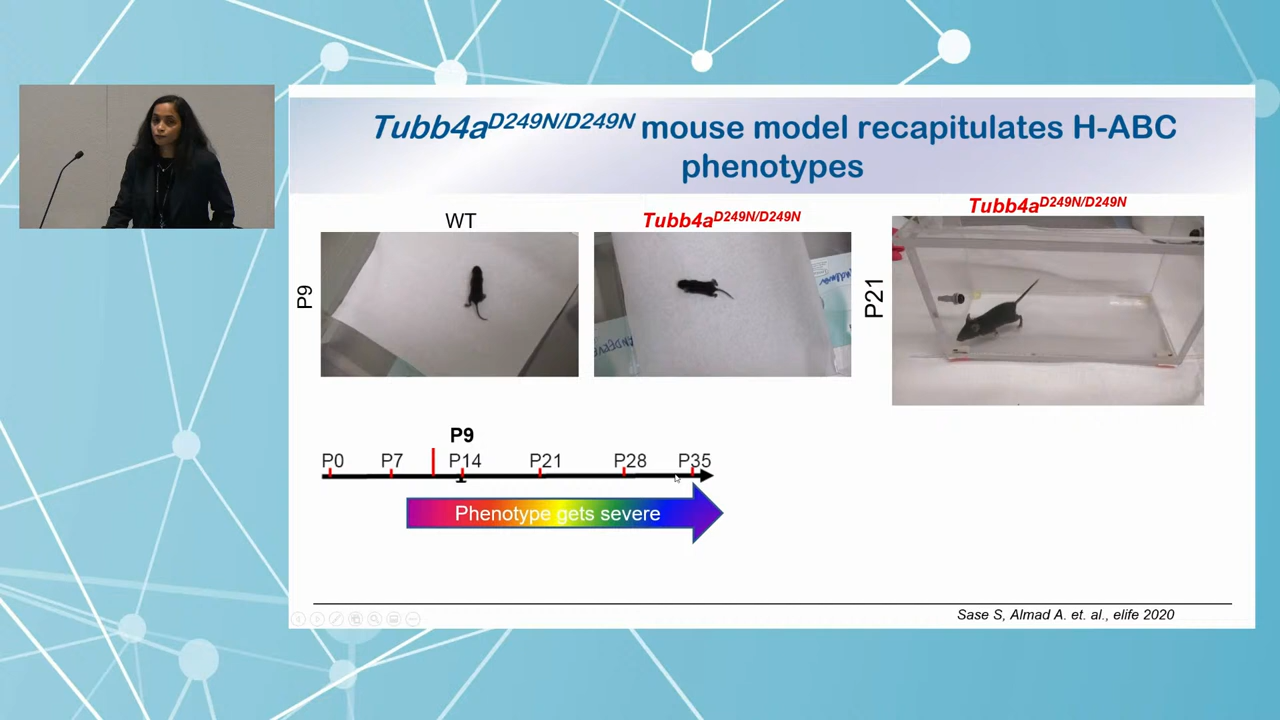 Tubb4aD249N/D249N mouse model recapitulates H-ABC
phenotypes
WT
Tubb4aD249N/D249N
Tubb4aD249N/D249N
P9
P21
P9
P0 P7 P14 P21 P28 P35
Phenotype gets severe
Sase S, Almad A. et. al., elife 2020